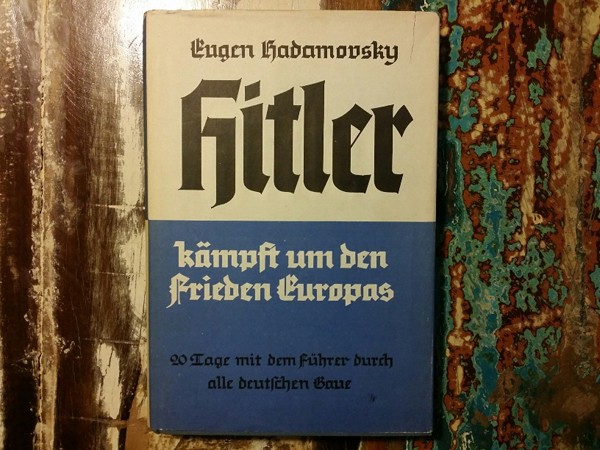 Eugen Hadamovsky
Hitler
kämpft um den
Frieden Europas
20 Tage mit dem Führer durch
alle deutschen Gaue